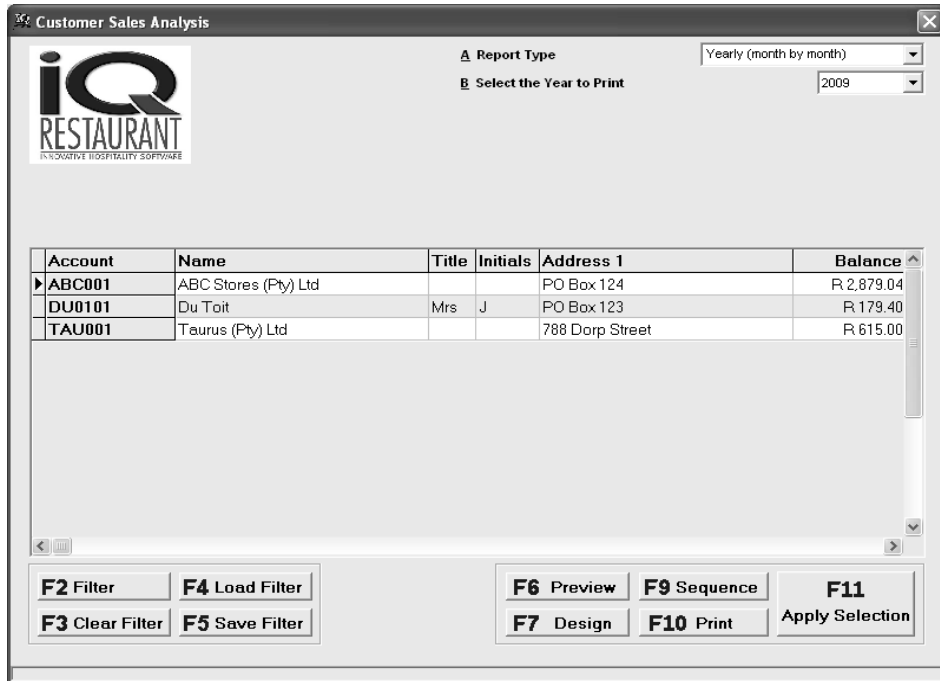 Customer Sales Analysis
iQ
RESTAURANT
INNOVATIVE HOSPITALITY SOFTWARE
A Report Type Yearly (month by month)
B Select the Year to Print 2009
Account Name Title Initials Address 1 Balance
ABC001 ABC Stores (Pty) Ltd PO Box 124 R 2,879.04
DU0101 Du Toit Mrs J PO Box 123 R 179.40
TAU001 Taurus (Pty) Ltd 788 Dorp Street R 615.00
F2 Filter F4 Load Filter F6 Preview F9 Sequence F11 Apply Selection
F3 Clear Filter F5 Save Filter F7 Design F10 Print